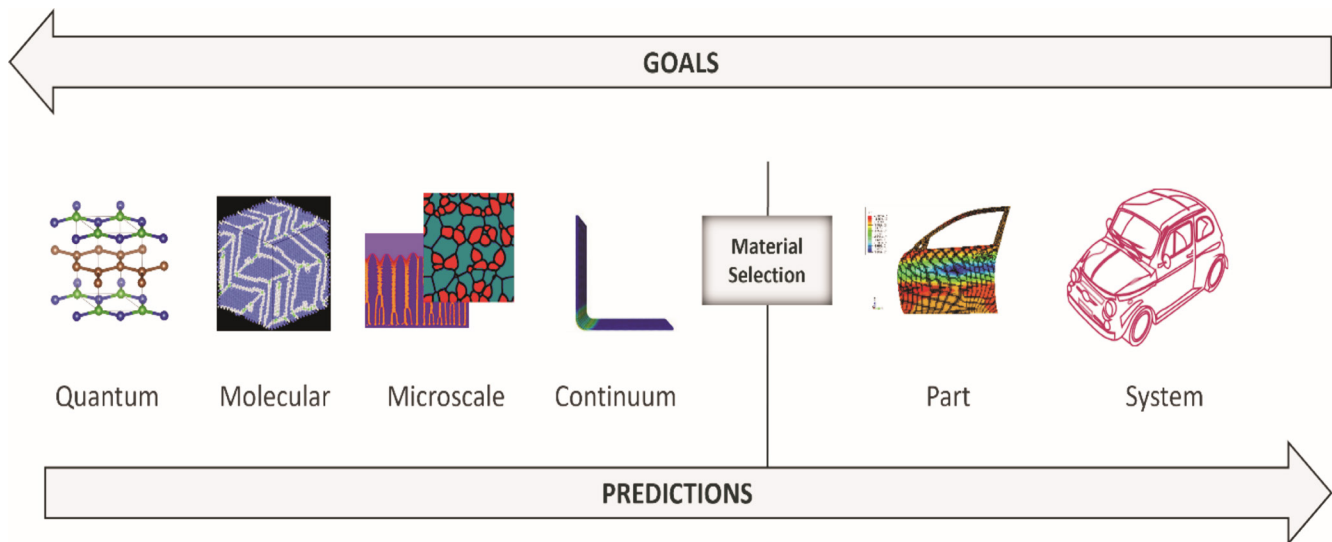 GOALS
Material
Selection
Quantum
Molecular
Microscale
Continuum
Part
System
PREDICTIONS